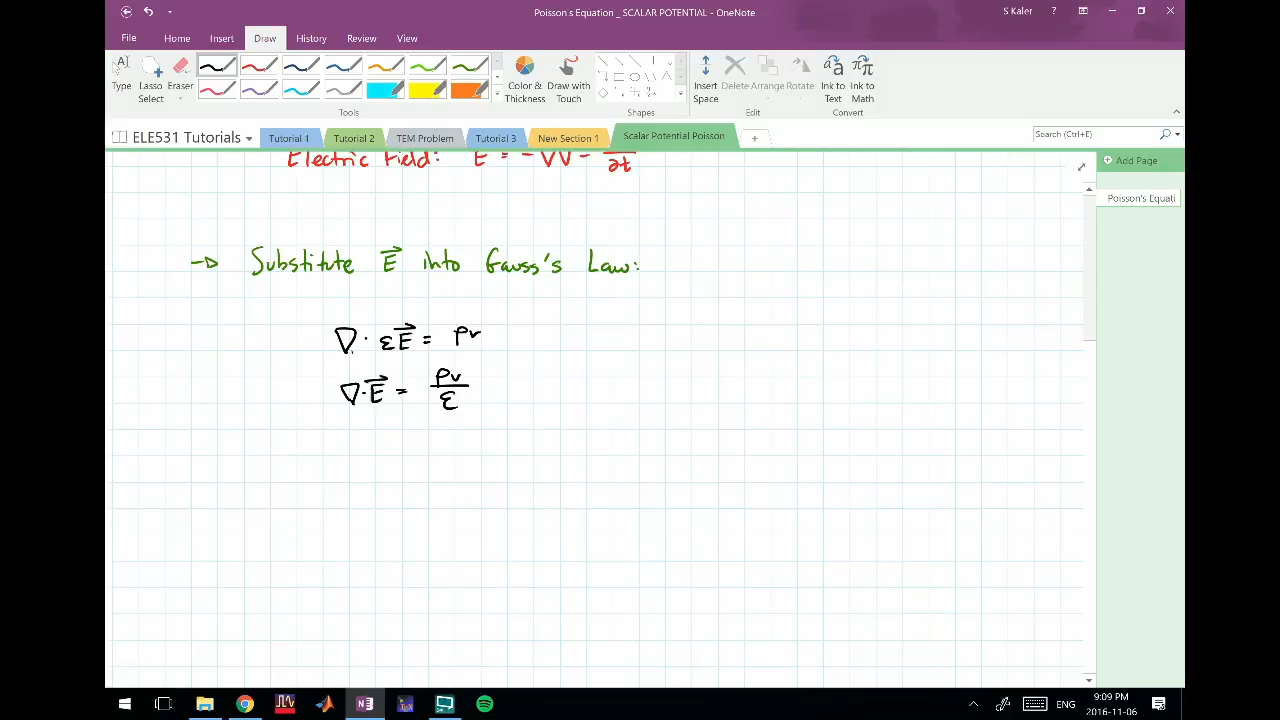 Poisson's Equation _ SCALAR POTENTIAL - OneNote
S Kaler
?
File Home Insert Draw History Review View
Type
Lasso Select
Eraser
Color & Thickness
Draw with Touch
Insert Space
Delete
Arrange
Rotate
Ink to Text
Ink to Math
Tools Shapes Edit Convert
ELE531 Tutorials
Tutorial 1 Tutorial 2 TEM Problem Tutorial 3 New Section 1 Scalar Potential Poisson
Search (Ctrl+E)
Add Page
Poisson's Equati
Electric Field: E = -∇V - ∂t
→ Substitute E⃗ into Gauss's Law:
∇ · εE⃗ = ρv
∇·E⃗ = ρv/ε
ENG
9:09 PM
2016-11-06